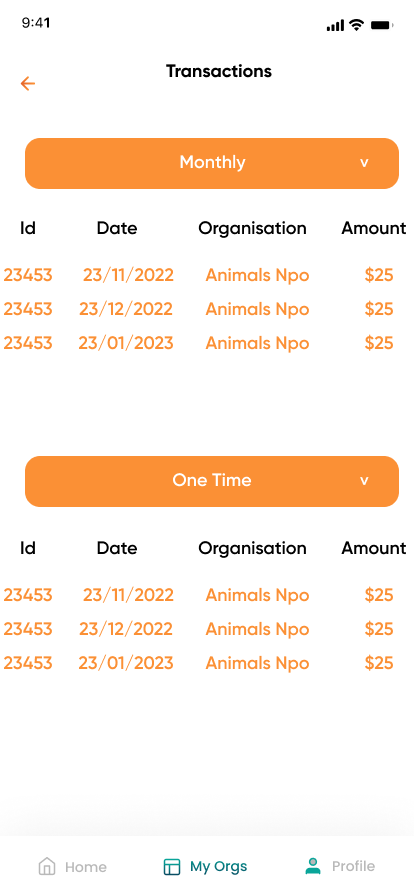 9:41
Transactions
Monthly v
Id Date Organisation Amount
23453 23/11/2022 Animals Npo $25
23453 23/12/2022 Animals Npo $25
23453 23/01/2023 Animals Npo $25
One Time v
Id Date Organisation Amount
23453 23/11/2022 Animals Npo $25
23453 23/12/2022 Animals Npo $25
23453 23/01/2023 Animals Npo $25
Home My Orgs Profile